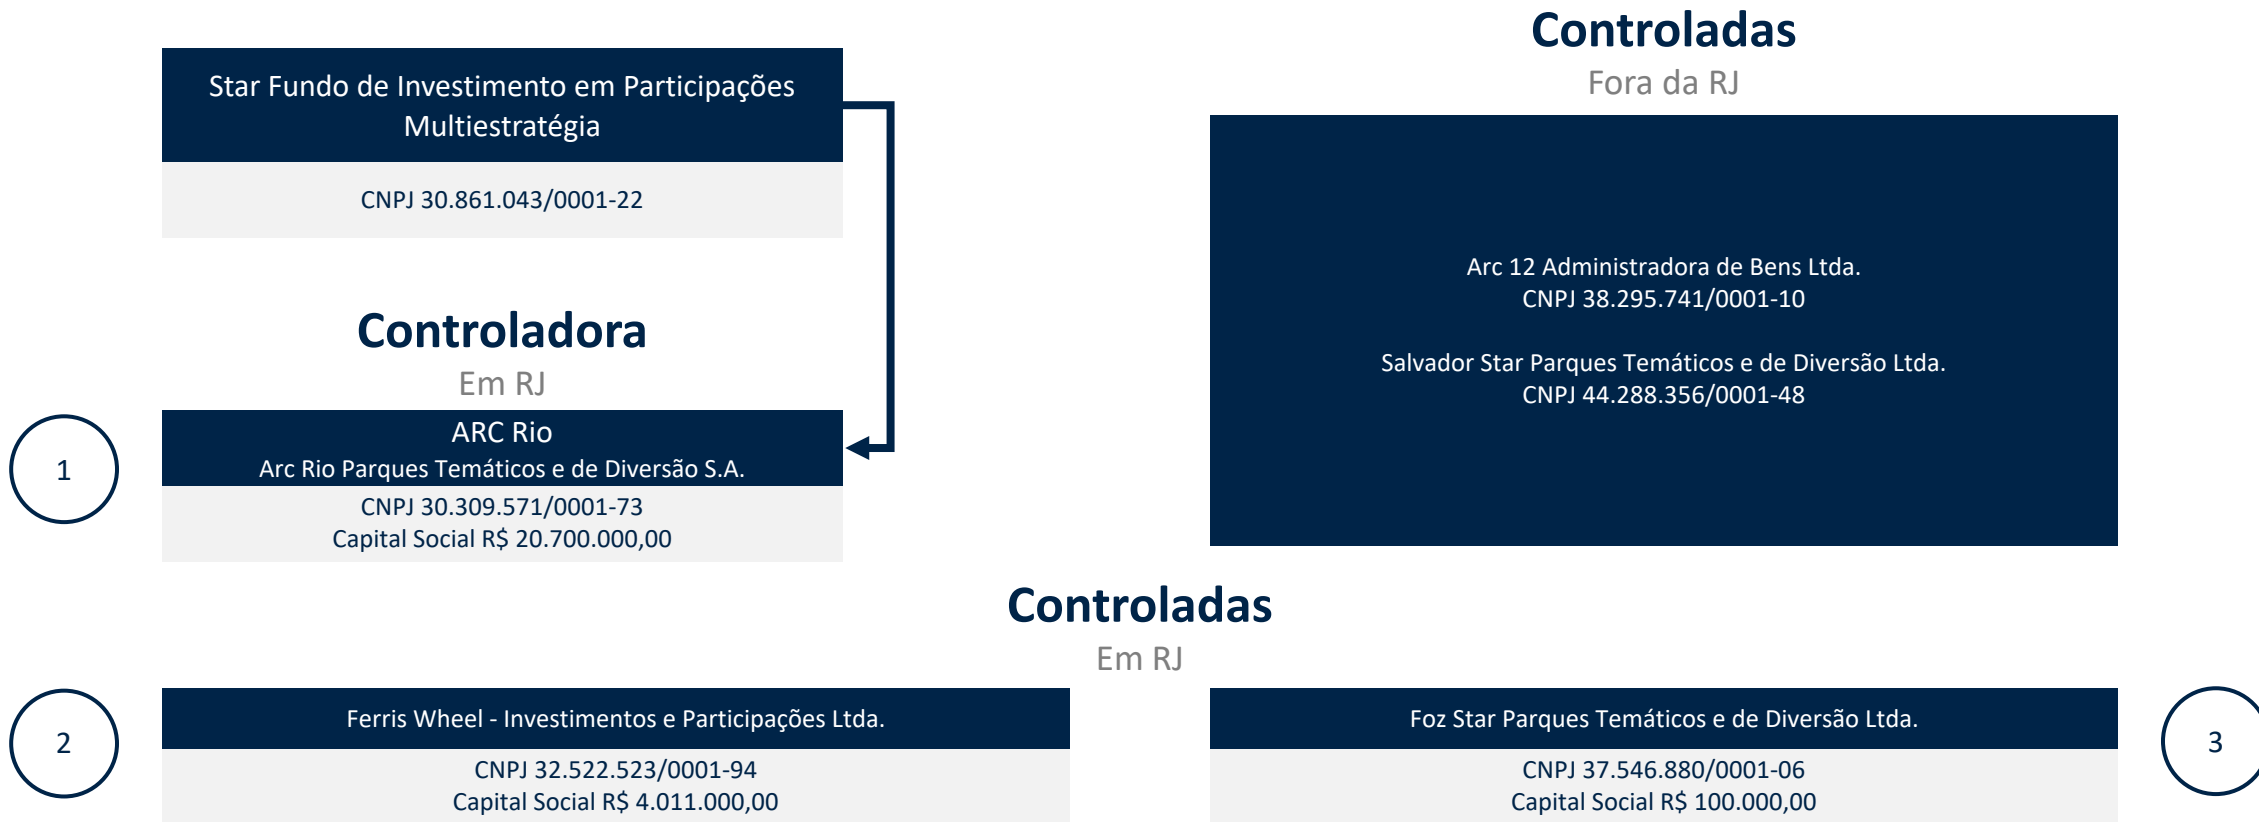 Star Fundo de Investimento em Participações
Multiestratégia
CNPJ 30.861.043/0001-22
Controladas
Fora da RJ
Arc 12 Administradora de Bens Ltda.
CNPJ 38.295.741/0001-10
Salvador Star Parques Temáticos e de Diversão Ltda.
CNPJ 44.288.356/0001-48
Controladora
Em RJ
1
ARC Rio
Arc Rio Parques Temáticos e de Diversão S.A.
CNPJ 30.309.571/0001-73
Capital Social R$ 20.700.000,00
Controladas
Em RJ
2
Ferris Wheel - Investimentos e Participações Ltda.
CNPJ 32.522.523/0001-94
Capital Social R$ 4.011.000,00
Foz Star Parques Temáticos e de Diversão Ltda.
CNPJ 37.546.880/0001-06
Capital Social R$ 100.000,00
3